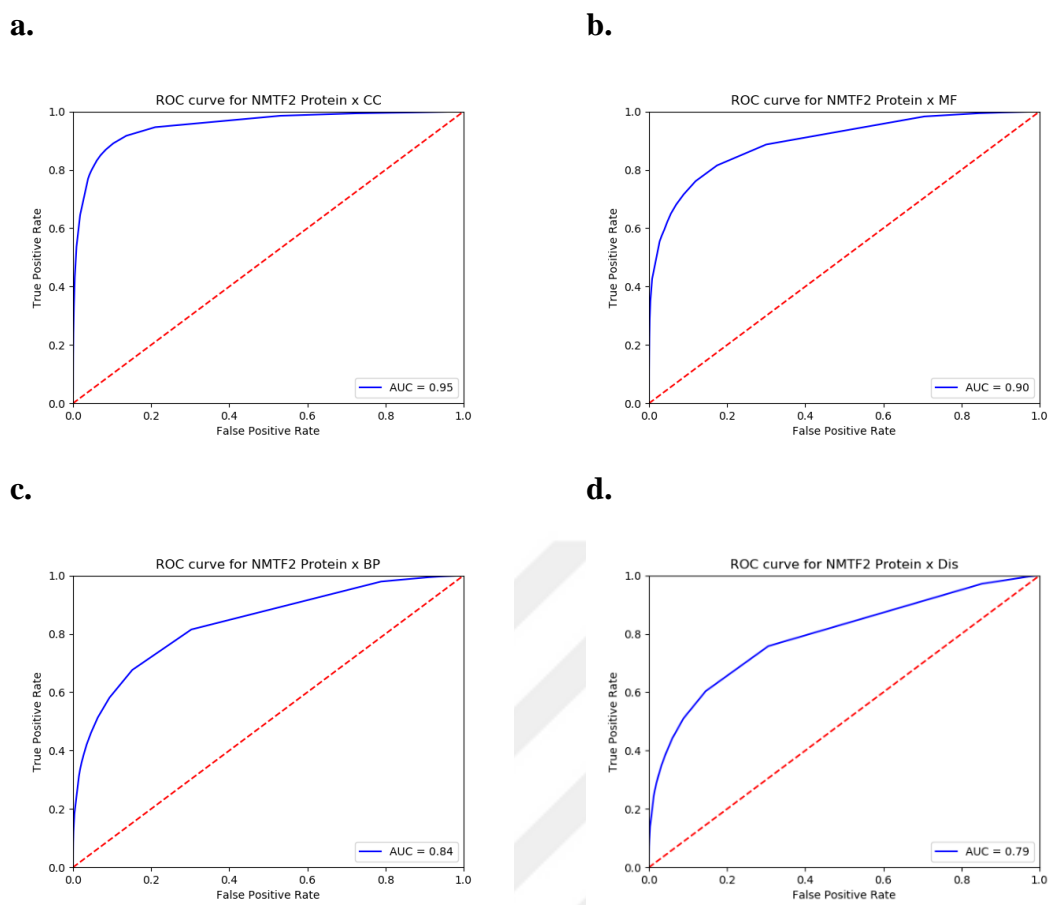 a.
ROC curve for NMTF2 Protein x CC
1.0
0.8
0.6
0.4
0.2
0.0
True Positive Rate
AUC = 0.95
0.0 0.2 0.4 0.6 0.8 1.0
False Positive Rate
b.
ROC curve for NMTF2 Protein x MF
1.0
0.8
0.6
0.4
0.2
0.0
True Positive Rate
AUC = 0.90
0.0 0.2 0.4 0.6 0.8 1.0
False Positive Rate
c.
ROC curve for NMTF2 Protein x BP
1.0
0.8
0.6
0.4
0.2
0.0
True Positive Rate
AUC = 0.84
0.0 0.2 0.4 0.6 0.8 1.0
False Positive Rate
d.
ROC curve for NMTF2 Protein x Dis
1.0
0.8
0.6
0.4
0.2
0.0
True Positive Rate
AUC = 0.79
0.0 0.2 0.4 0.6 0.8 1.0
False Positive Rate